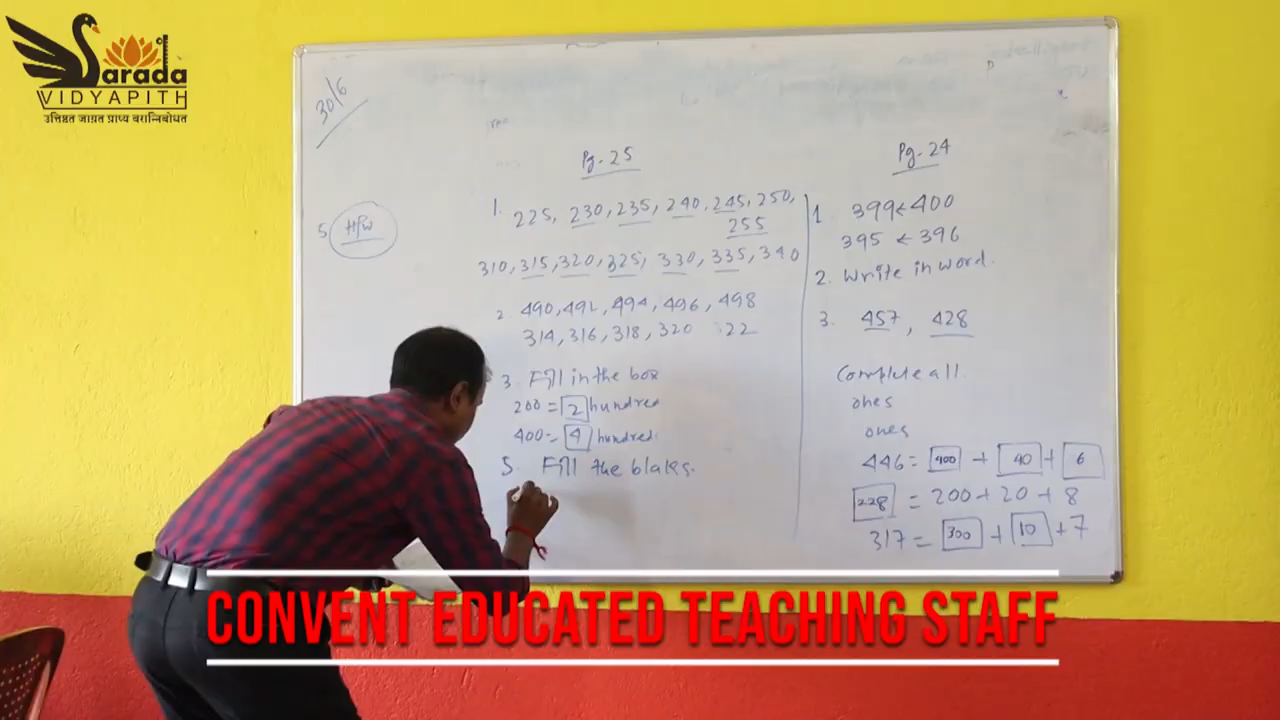 Sarada
VIDYAPITH
उत्तिष्ठत जाग्रत प्राप्य वरान्निबोधत
30/6
5 H/W
Pg-25
1. 225, 230, 235, 240, 245, 250,
255
310, 315, 320, 325, 330, 335, 340
2. 490, 492, 494, 496, 498
314, 316, 318, 320 22
3. Fill in the box
200 = 2 hundred
400 = 4 hundred
5. Fill the blaks.
Pg-24
1. 399 < 400
395 < 396
2. Write in word.
3. 457, 428
Complete all.
ones
ones
446 = 400 + 40 + 6
228 = 200 + 20 + 8
317 = 300 + 10 + 7
CONVENT EDUCATED TEACHING STAFF